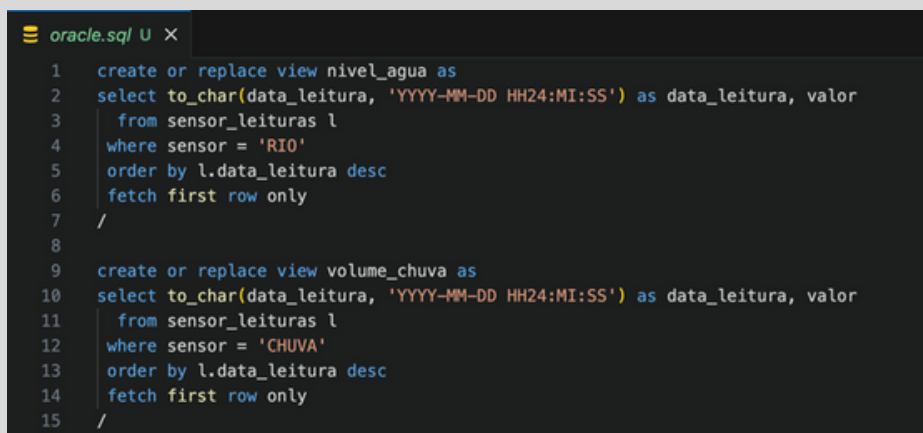 oracle.sql U ×
1 create or replace view nivel_agua as
2 select to_char(data_leitura, 'YYYY-MM-DD HH24:MI:SS') as data_leitura, valor
3 from sensor_leituras l
4 where sensor = 'RIO'
5 order by l.data_leitura desc
6 fetch first row only
7 /
8
9 create or replace view volume_chuva as
10 select to_char(data_leitura, 'YYYY-MM-DD HH24:MI:SS') as data_leitura, valor
11 from sensor_leituras l
12 where sensor = 'CHUVA'
13 order by l.data_leitura desc
14 fetch first row only
15 /